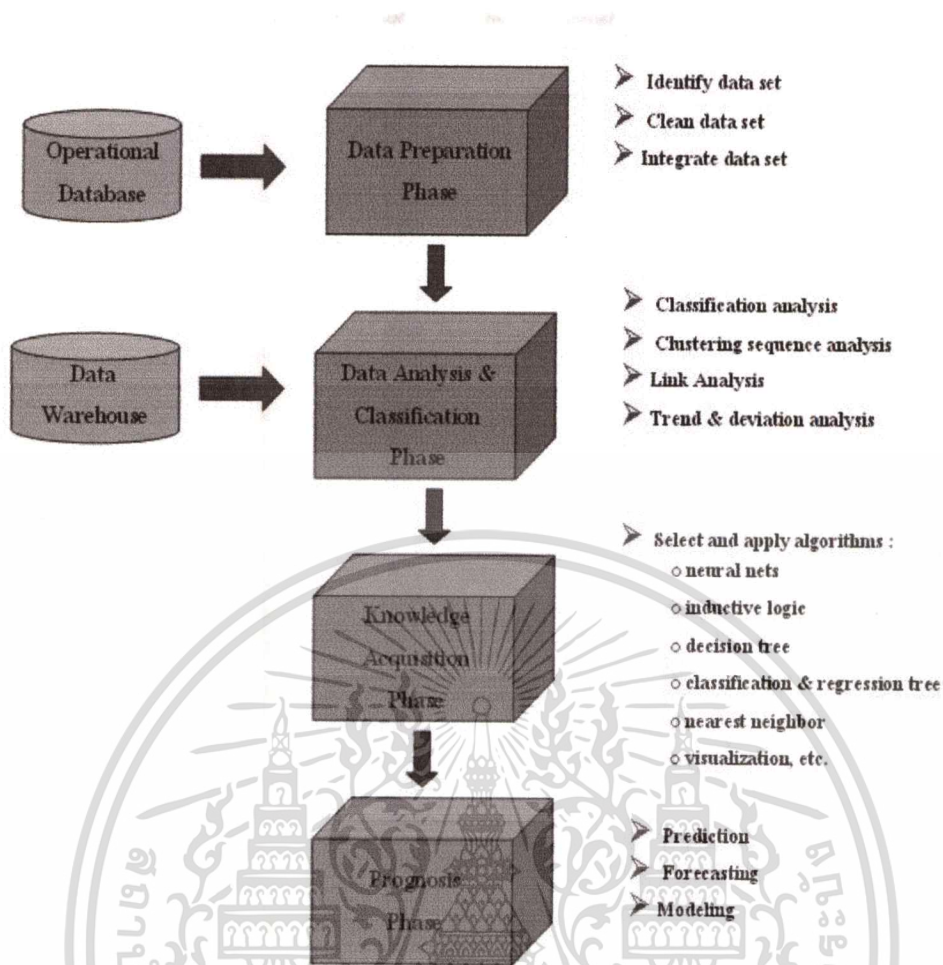 Operational
Database
Data Preparation
Phase
➢ Identify data set
➢ Clean data set
➢ Integrate data set
Data
Warehouse
Data Analysis &
Classification
Phase
➢ Classification analysis
➢ Clustering sequence analysis
➢ Link Analysis
➢ Trend & deviation analysis
Knowledge
Acquisition
Phase
➢ Select and apply algorithms :
o neural nets
o inductive logic
o decision tree
o classification & regression tree
o nearest neighbor
o visualization, etc.
Prognosis
Phase
➢ Prediction
➢ Forecasting
➢ Modeling